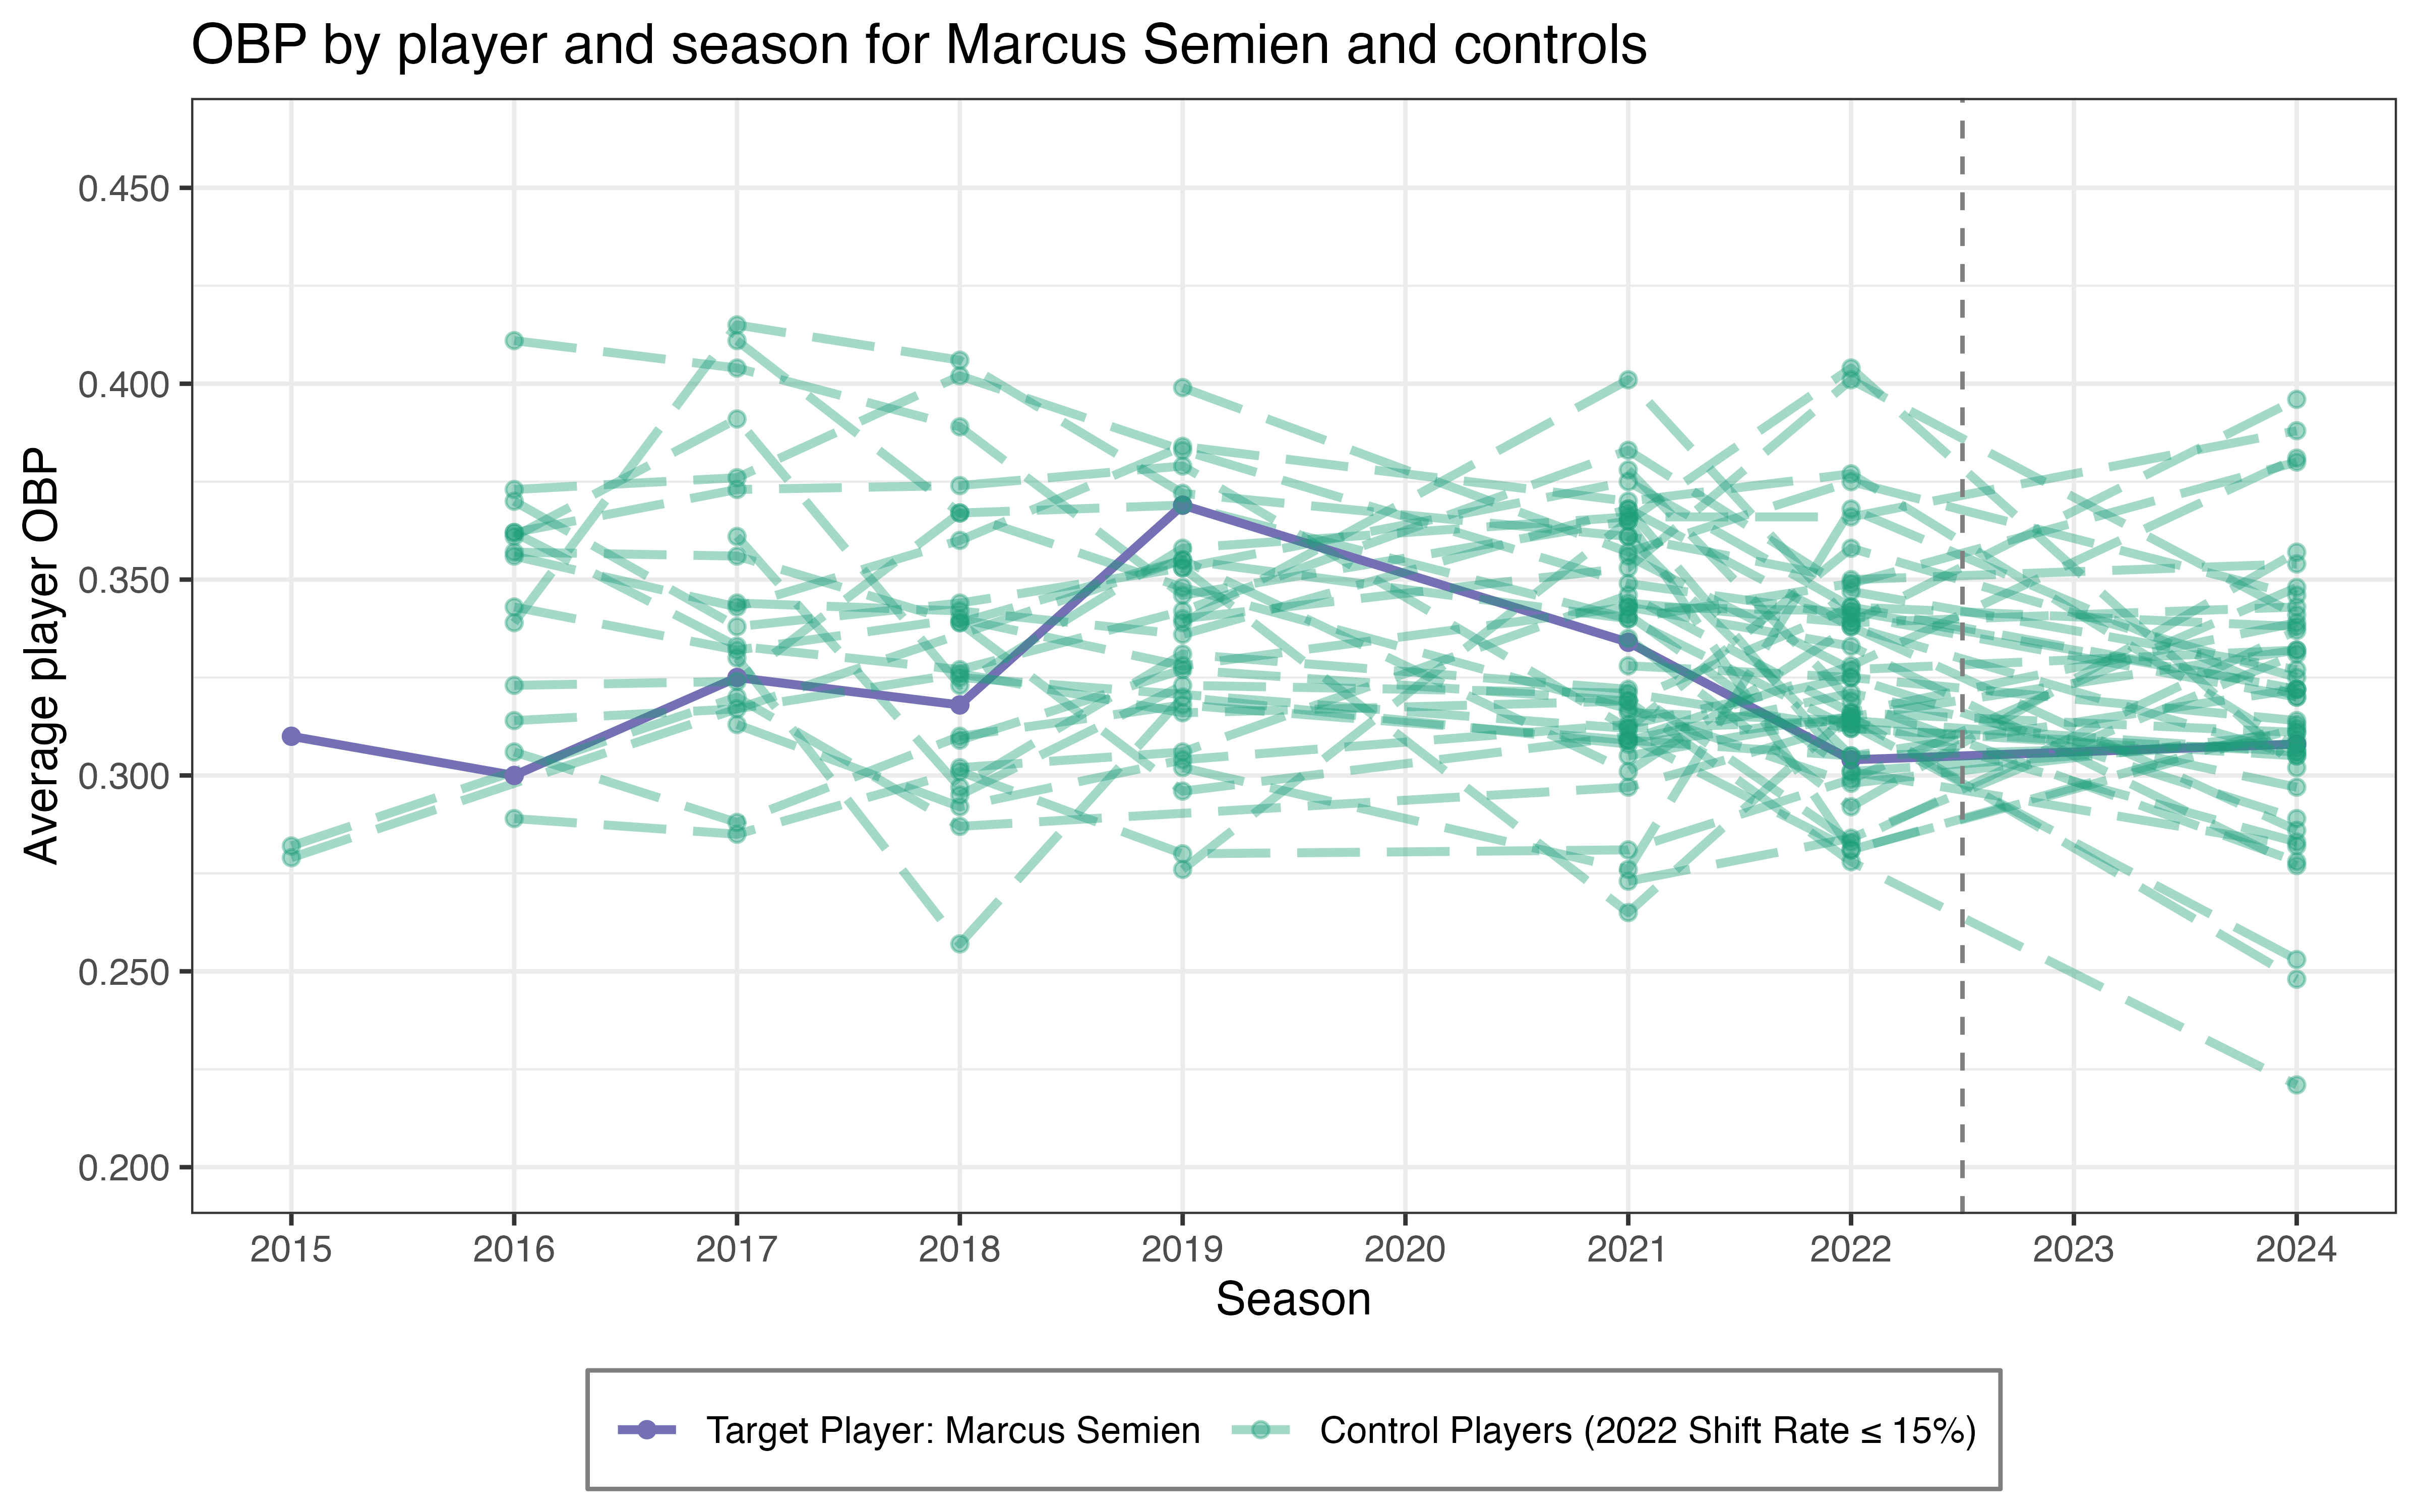 OBP by player and season for Marcus Semien and controls
Average player OBP
0.450
0.400
0.350
0.300
0.250
0.200
2015 2016 2017 2018 2019 2020 2021 2022 2023 2024
Season
Target Player: Marcus Semien Control Players (2022 Shift Rate ≤ 15%)